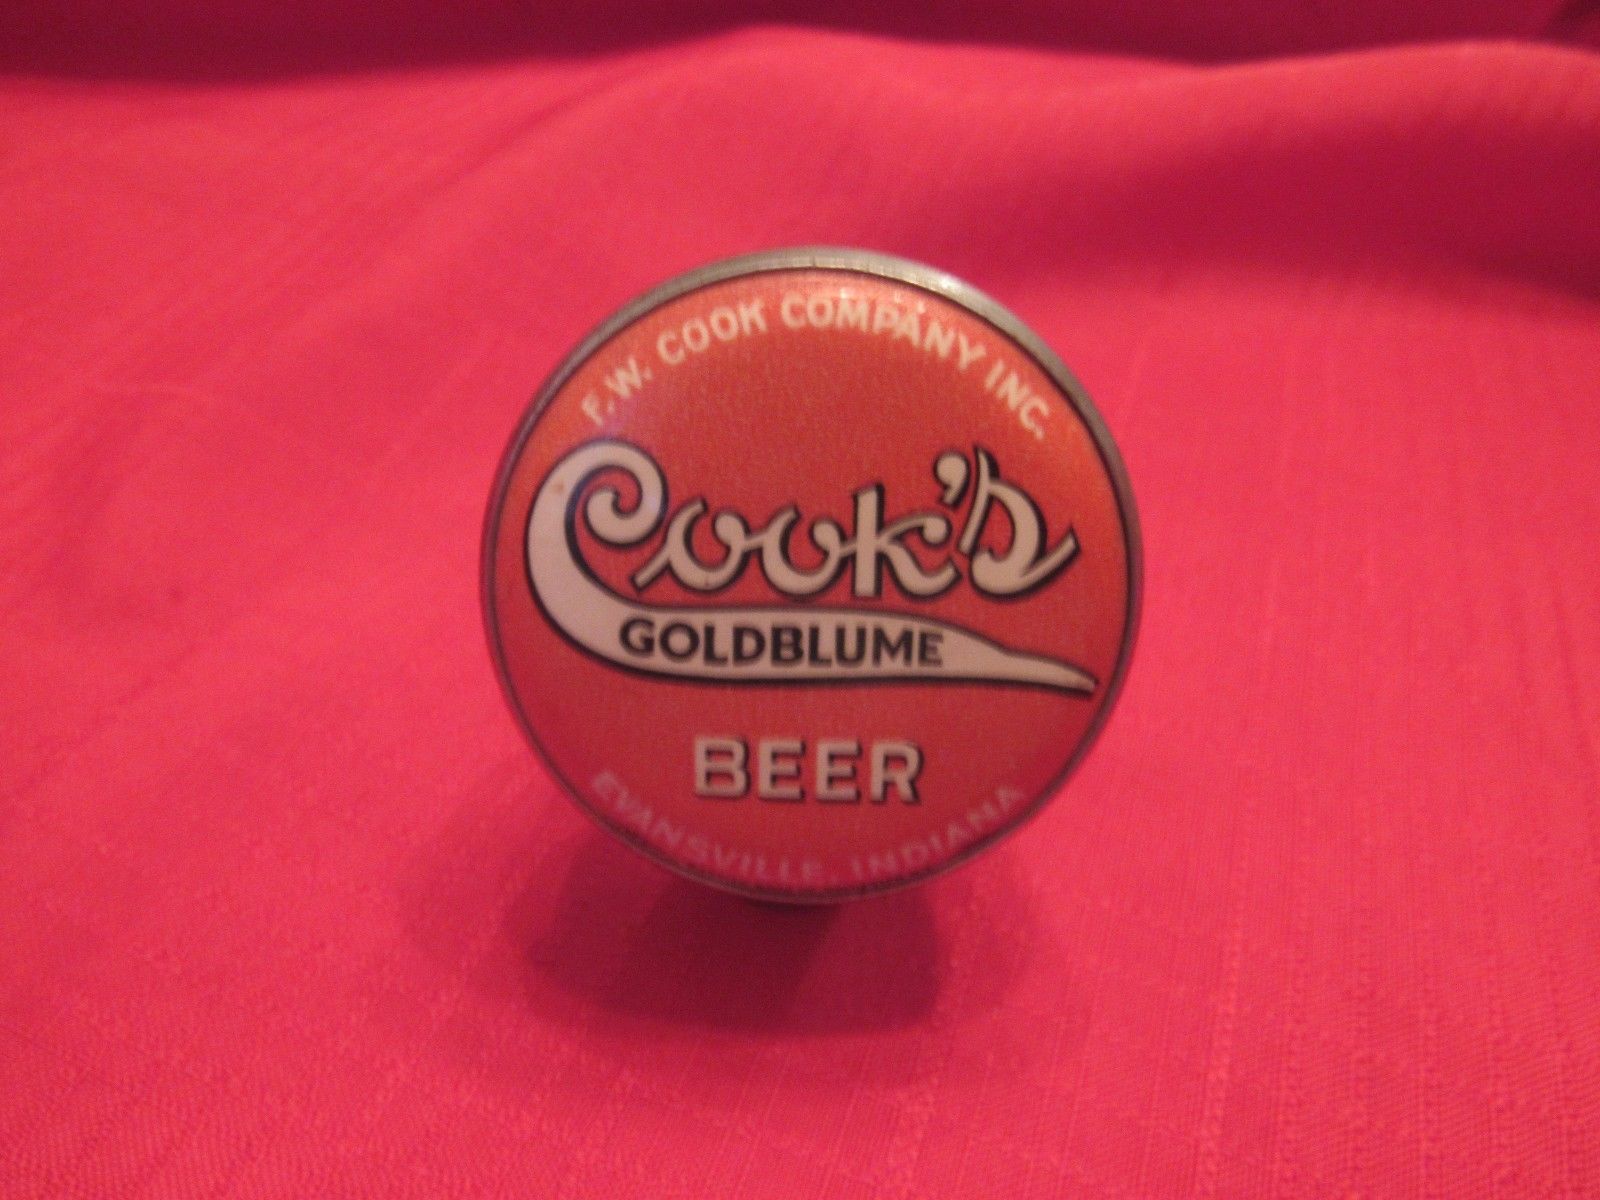 F.W. COOK COMPANY INC.
Cook's
GOLDBLUME
BEER
EVANSVILLE, INDIANA